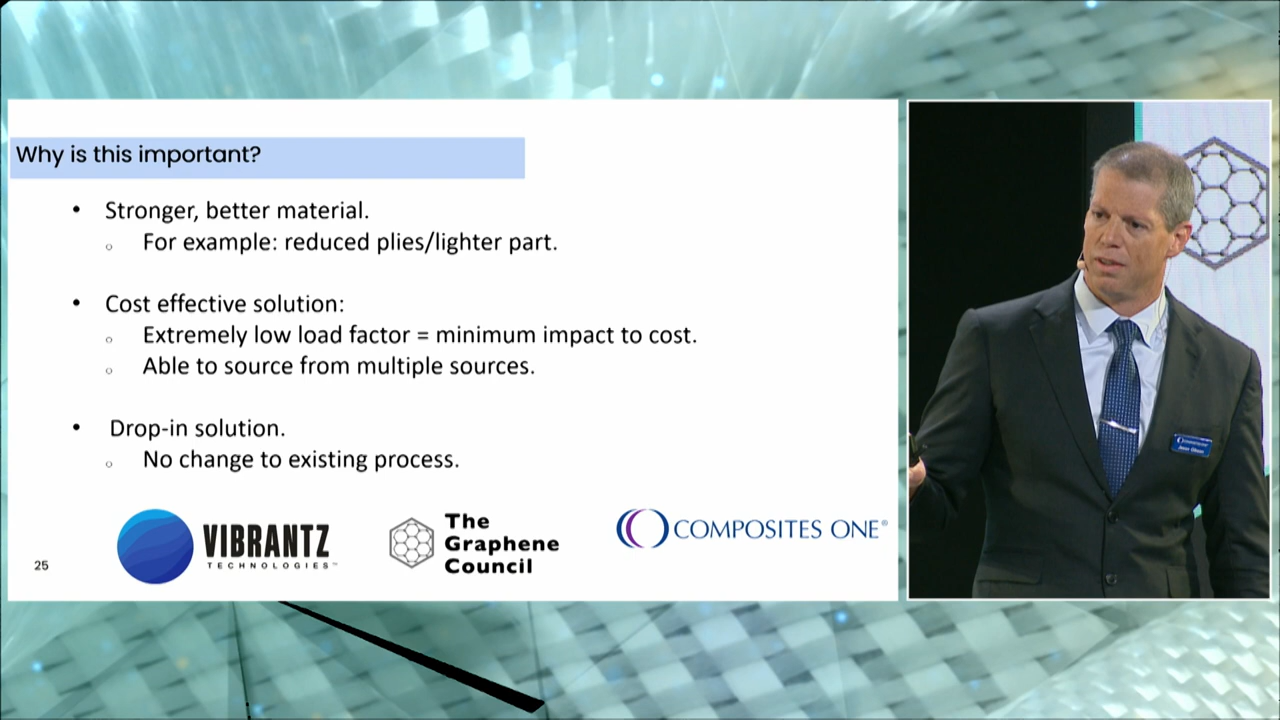 Why is this important?
• Stronger, better material.
o For example: reduced plies/lighter part.
• Cost effective solution:
o Extremely low load factor = minimum impact to cost.
o Able to source from multiple sources.
• Drop-in solution.
o No change to existing process.
25
VIBRANTZ
TECHNOLOGIES™
The
Graphene
Council
COMPOSITES ONE®